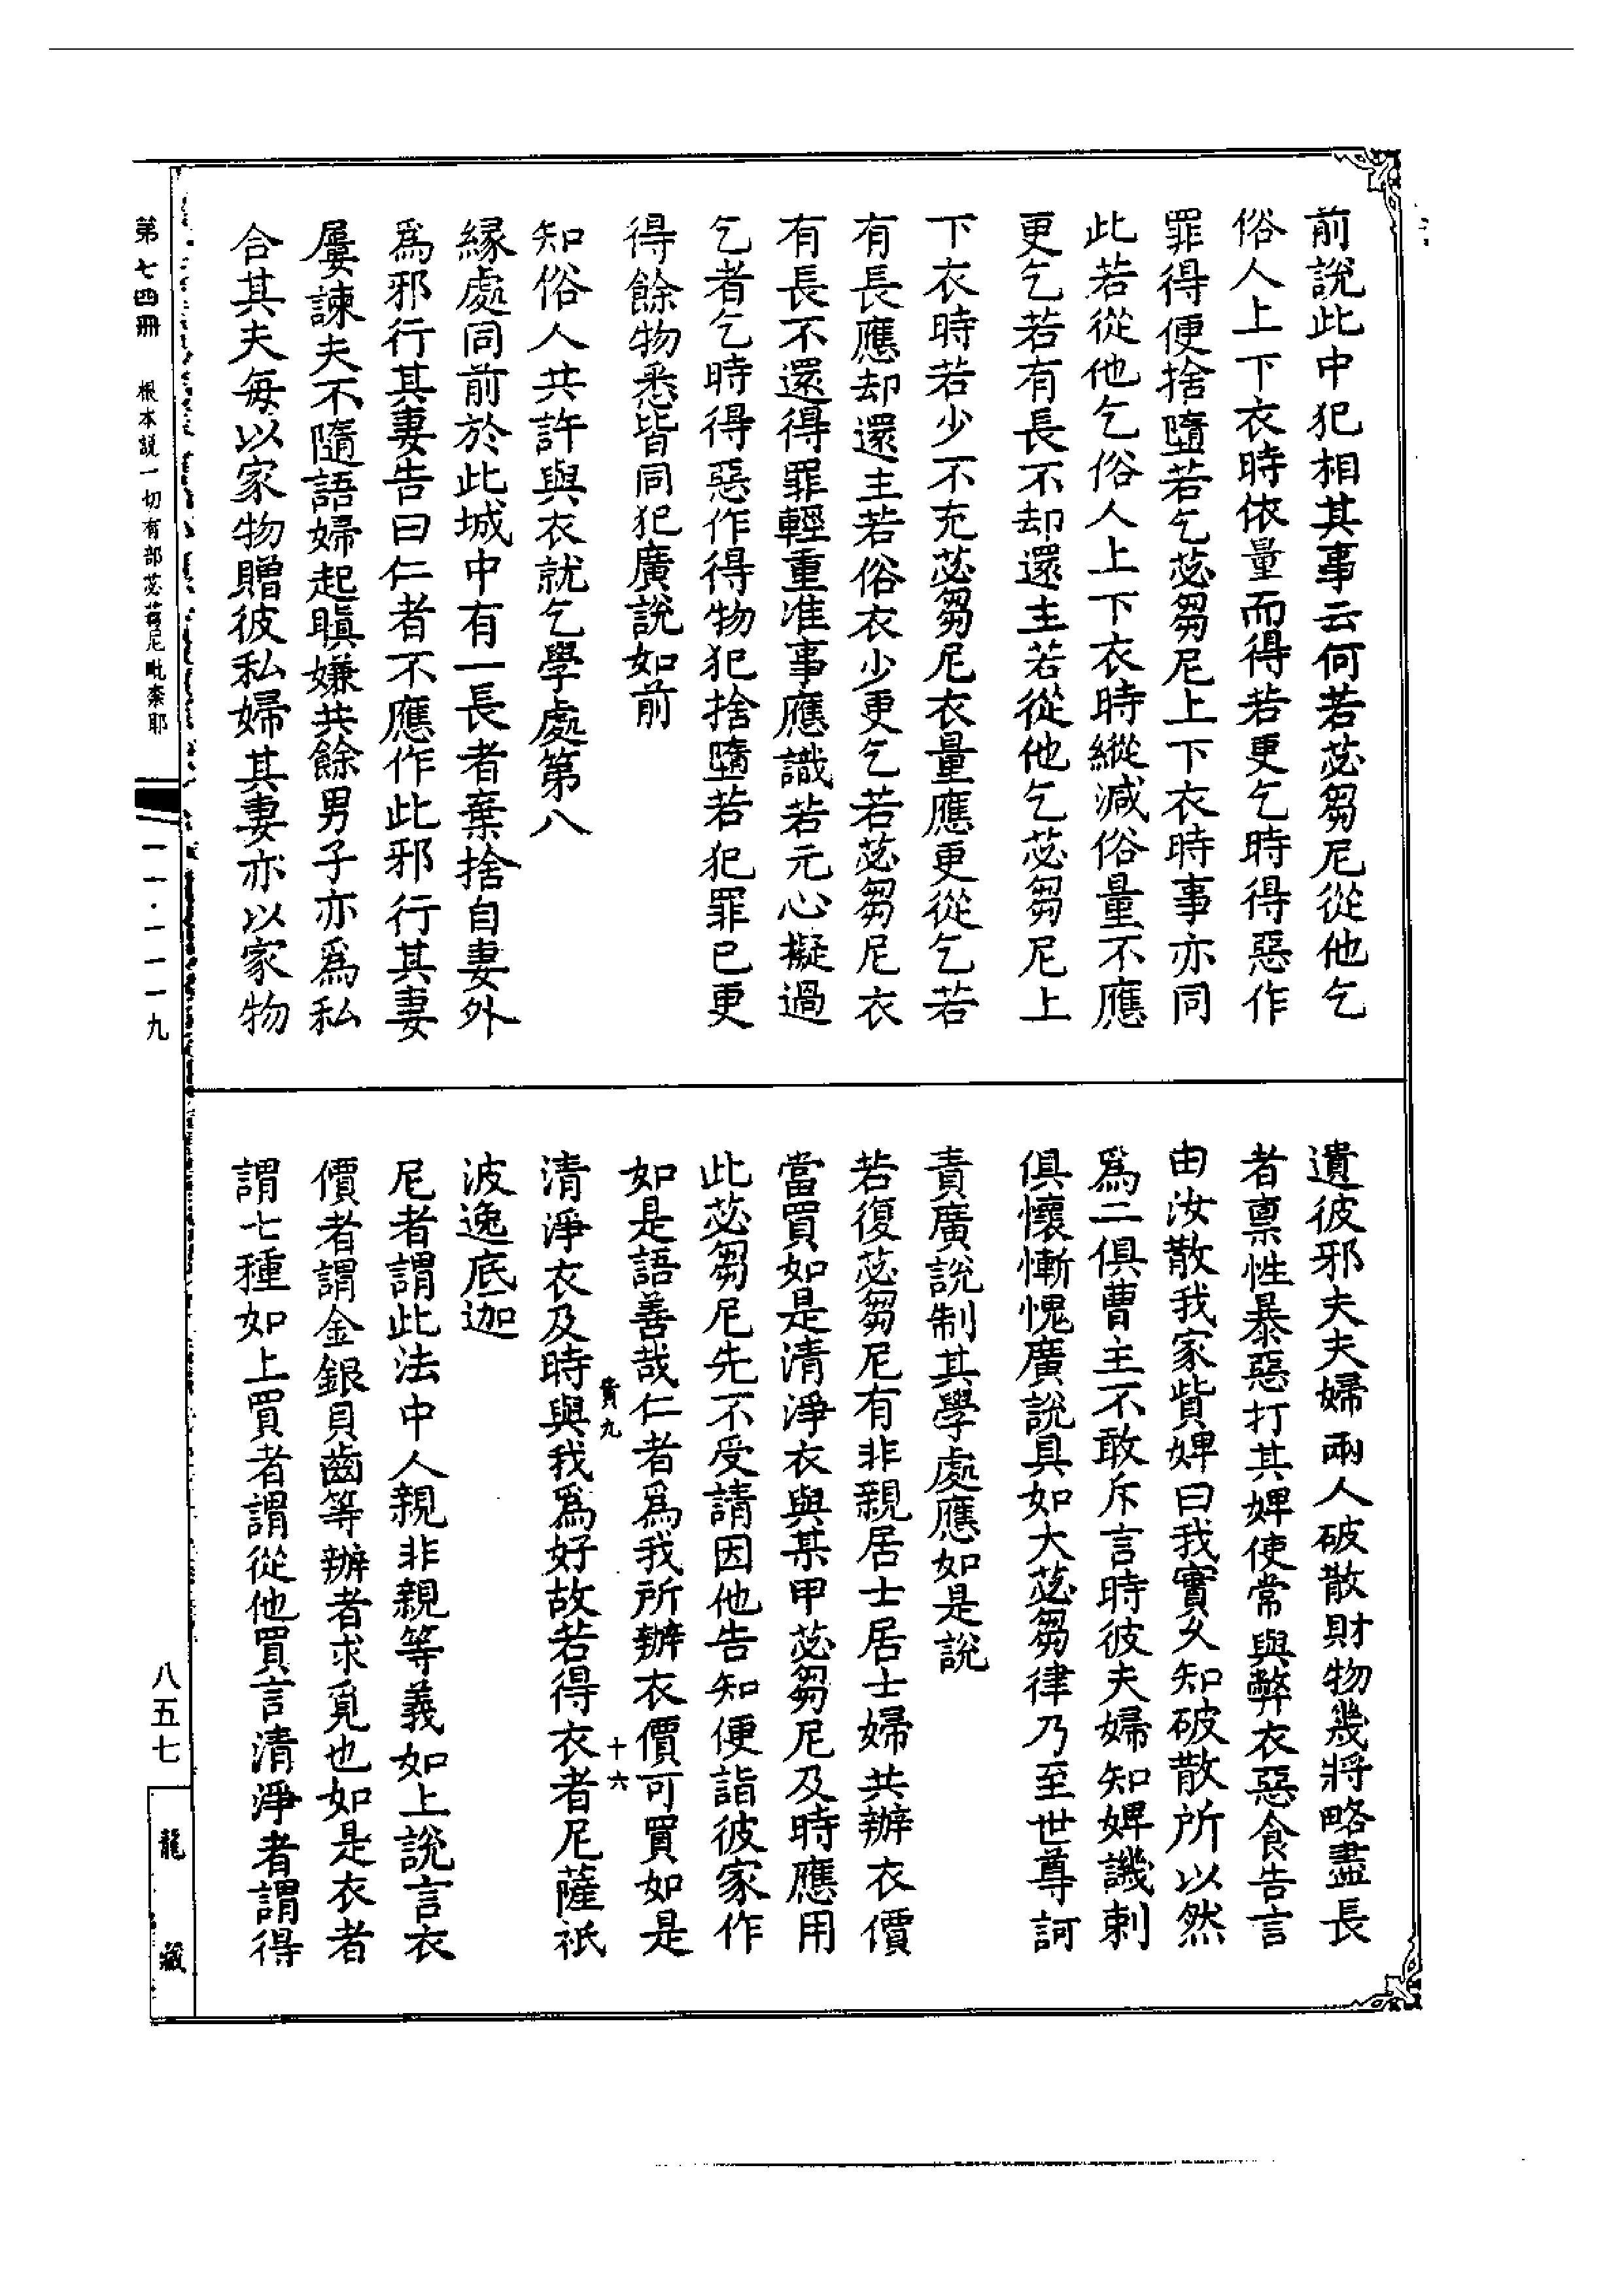 前說此中犯相其事云何若苾芻尼從他乞
俗人上下衣時依量而得若更乞時得惡作
罪得便捨墮若乞苾芻尼上下衣時事亦同
此若從他乞俗人上下衣時縱減俗量不應
更乞若有長不却還主若從他乞苾芻尼上
下衣時若少不充苾芻尼衣量應更從乞若
有長應却還主若俗衣少更乞若苾芻尼衣
有長不還得罪輕重准事應識若元心擬過
乞者乞時得惡作得物犯捨墮若犯罪已更
得餘物悉皆同犯廣說如前
知俗人共許與衣就乞學處第八
緣處同前於此城中有一長者棄捨自妻外
爲邪行其妻告曰仁者不應作此邪行其妻
屢諫夫不隨語婦起瞋嫌共餘男子亦爲私
合其夫每以家物贈彼私婦其妻亦以家物
遺彼邪夫夫婦兩人破散財物幾將略盡長
者禀性暴惡打其婢使常與弊衣惡食告言
由汝散我家貲婢曰我實久知破散所以然
爲二俱曹主不敢斥言時彼夫婦知婢譏刺
俱懷慚愧廣說具如大苾芻律乃至世尊訶
責廣說制其學處應如是說
若復苾芻尼有非親居士居士婦共辦衣價
當買如是清淨衣與某甲苾芻尼及時應用
此苾芻尼先不受請因他告知便詣彼家作
如是語善哉仁者爲我所辦衣價可買如是
清淨衣及時與我爲好故若得衣者尼薩祇
波逸底迦
尼者謂此法中人親非親等義如上說言衣
價者謂金銀貝齒等辦者求覓也如是衣者
謂七種如上買者謂從他買言清淨者謂得
第七四册 根本說一切有部苾芻尼毗奈耶
一一·一一一九
八五七
龍藏
十六